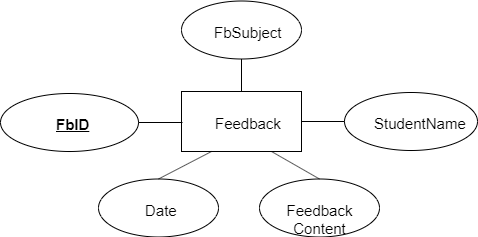 FbSubject
FbID
Feedback
StudentName
Date
Feedback
Content